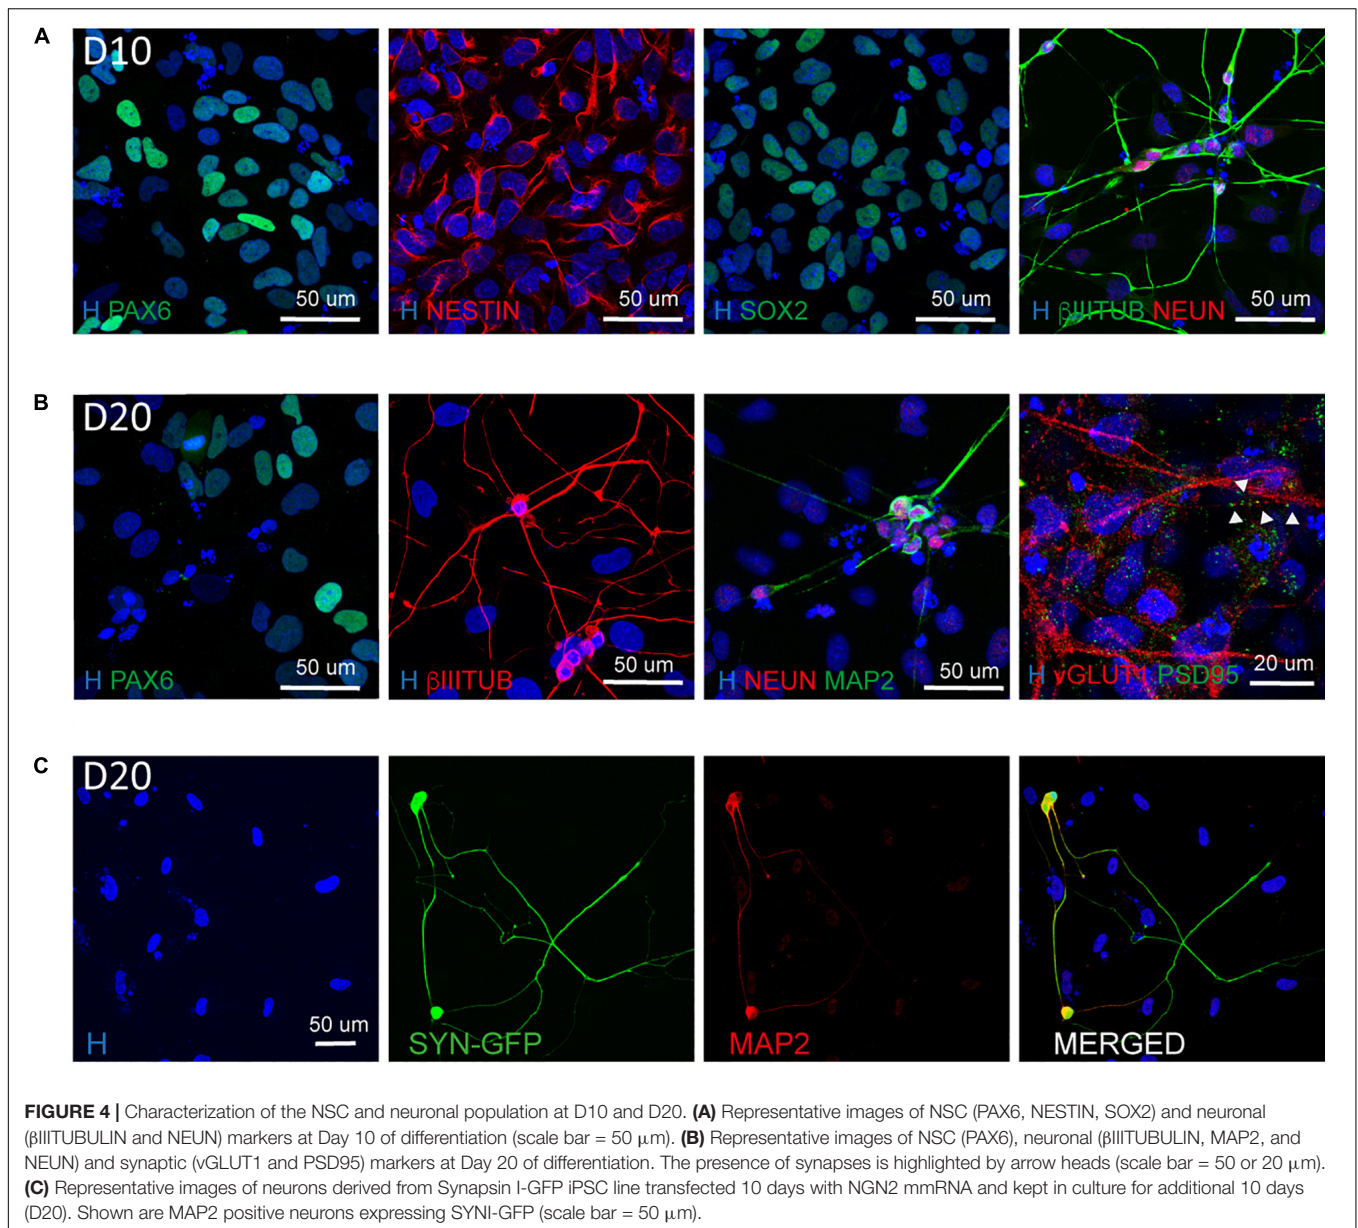 A
D10
50 um
H PAX6
50 um
H NESTIN
50 um
H SOX2
50 um
H βIIITUB NEUN
B
D20
50 um
H PAX6
50 um
H βIIITUB
50 um
H NEUN MAP2
20 um
H vGLUT1 PSD95
C
D20
50 um
H
SYN-GFP
MAP2
MERGED
FIGURE 4 | Characterization of the NSC and neuronal population at D10 and D20. (A) Representative images of NSC (PAX6, NESTIN, SOX2) and neuronal
(βIIITUBULIN and NEUN) markers at Day 10 of differentiation (scale bar = 50 μm). (B) Representative images of NSC (PAX6), neuronal (βIIITUBULIN, MAP2, and
NEUN) and synaptic (vGLUT1 and PSD95) markers at Day 20 of differentiation. The presence of synapses is highlighted by arrow heads (scale bar = 50 or 20 μm).
(C) Representative images of neurons derived from Synapsin I-GFP iPSC line transfected 10 days with NGN2 mmRNA and kept in culture for additional 10 days
(D20). Shown are MAP2 positive neurons expressing SYNI-GFP (scale bar = 50 μm).